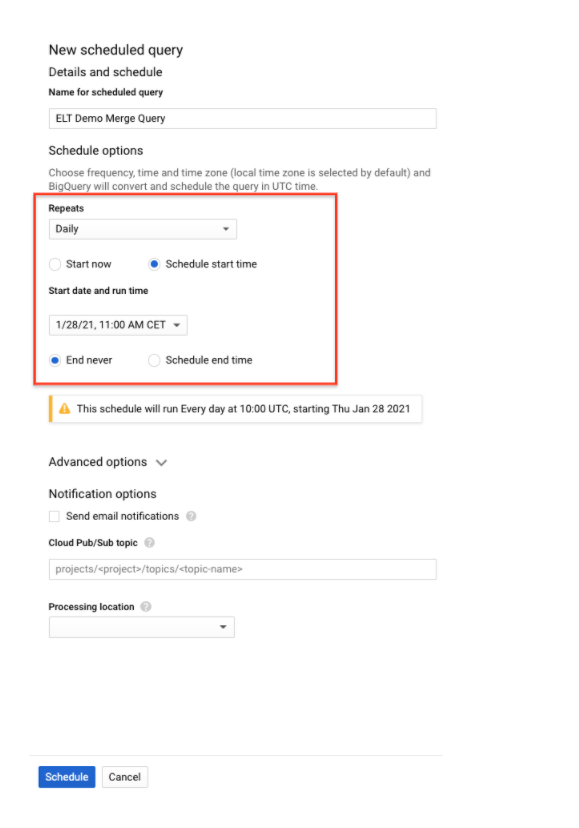 New scheduled query
Details and schedule
Name for scheduled query
ELT Demo Merge Query
Schedule options
Choose frequency, time and time zone (local time zone is selected by default) and
BigQuery will convert and schedule the query in UTC time.
Repeats
Daily
Start now Schedule start time
Start date and run time
1/28/21, 11:00 AM CET
End never Schedule end time
This schedule will run Every day at 10:00 UTC, starting Thu Jan 28 2021
Advanced options
Notification options
Send email notifications
Cloud Pub/Sub topic
projects/<project>/topics/<topic-name>
Processing location
Schedule Cancel